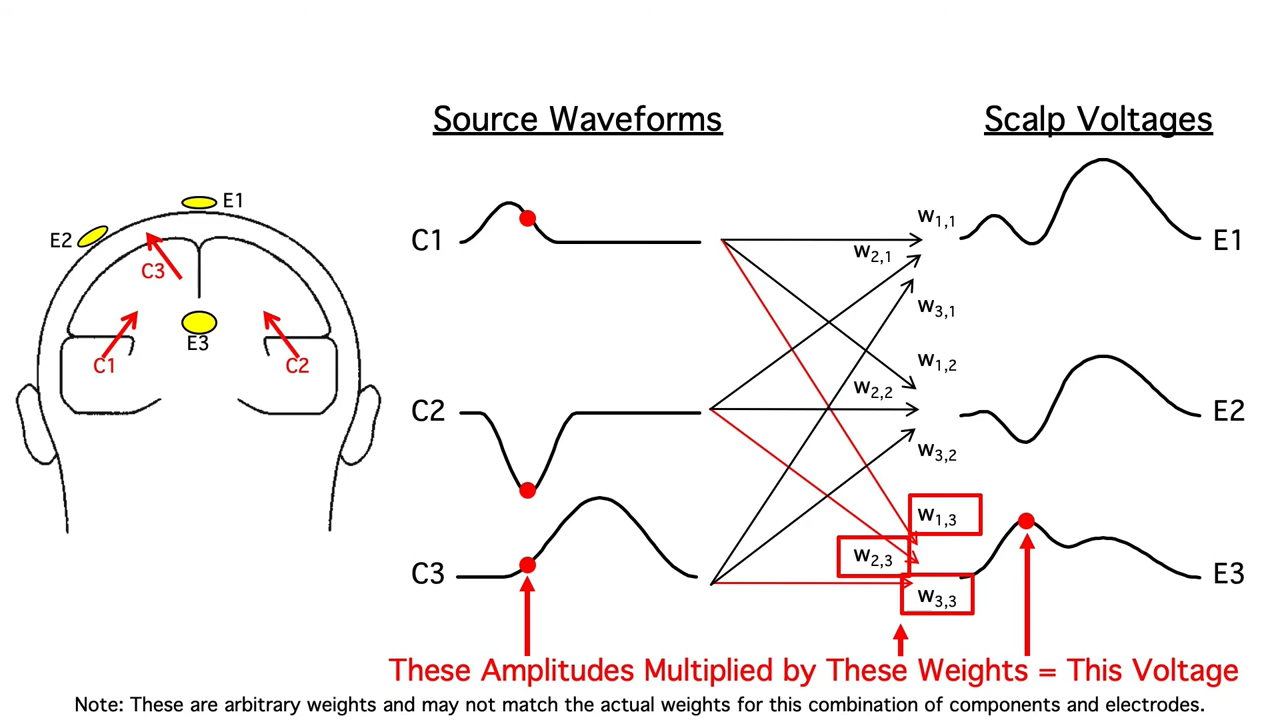 Source Waveforms
Scalp Voltages
E1
E2
C3
E3
C1
C2
C1
w1,1
w2,1
E1
w3,1
w1,2
w2,2
C2
E2
w3,2
w1,3
w2,3
C3
E3
w3,3
These Amplitudes Multiplied by These Weights = This Voltage
Note: These are arbitrary weights and may not match the actual weights for this combination of components and electrodes.